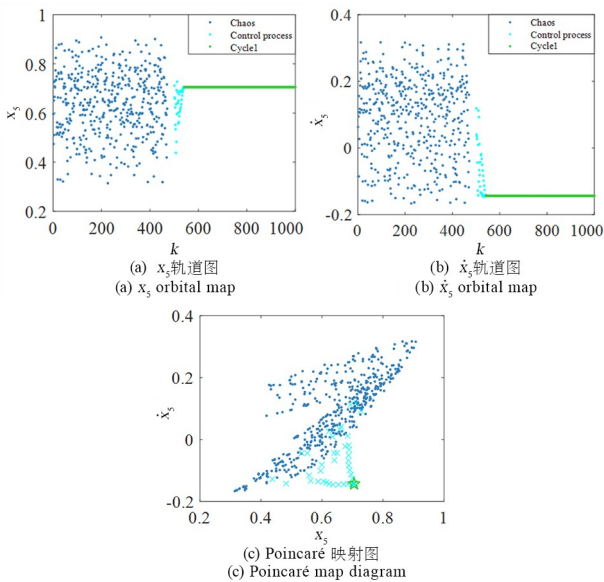 1
0.8
0.6
0.4
0.2
x5
0 200 400 600 800 1000
k
Chaos
Control process
Cycle1
(a) x5轨道图
(a) x5 orbital map
0.4
0.2
0
-0.2
ẋ5
0 200 400 600 800 1000
k
Chaos
Control process
Cycle1
(b) ẋ5轨道图
(b) ẋ5 orbital map
0.4
0.2
0
-0.2
ẋ5
0.2 0.4 0.6 0.8 1
x5
(c) Poincaré 映射图
(c) Poincaré map diagram